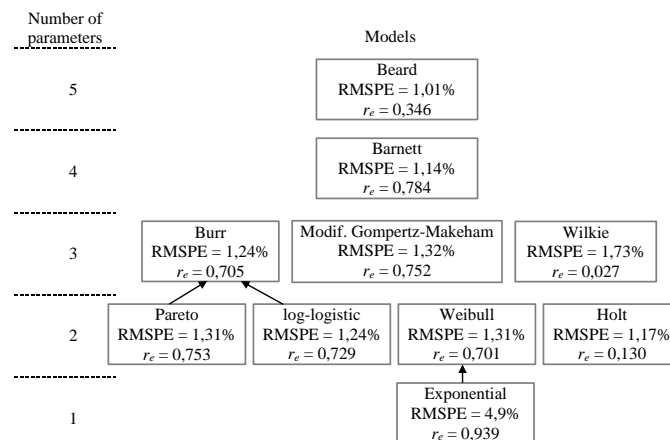 Number of
parameters
Models
5
Beard
RMSPE = 1,01%
re = 0,346
4
Barnett
RMSPE = 1,14%
re = 0,784
3
Burr
RMSPE = 1,24%
re = 0,705
Modif. Gompertz-Makeham
RMSPE = 1,32%
re = 0,752
Wilkie
RMSPE = 1,73%
re = 0,027
2
Pareto
RMSPE = 1,31%
re = 0,753
log-logistic
RMSPE = 1,24%
re = 0,729
Weibull
RMSPE = 1,31%
re = 0,701
Holt
RMSPE = 1,17%
re = 0,130
1
Exponential
RMSPE = 4,9%
re = 0,939